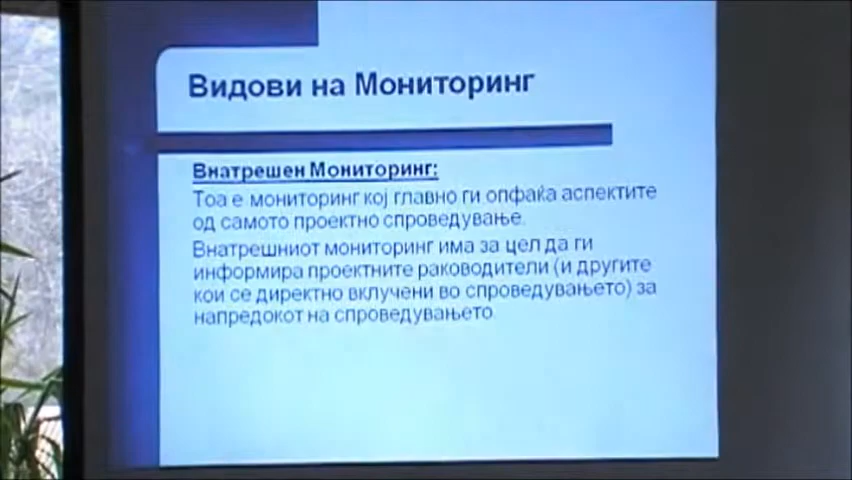 Видови на Мониторинг
Внатрешен Мониторинг:
Тоа е мониторинг кој главно ги опфаќа аспектите
од самото проектно спроведување.
Внатрешниот мониторинг има за цел да ги
информира проектните раководители (и другите
кои се директно вклучени во спроведувањето) за
напредокот на спроведувањето.